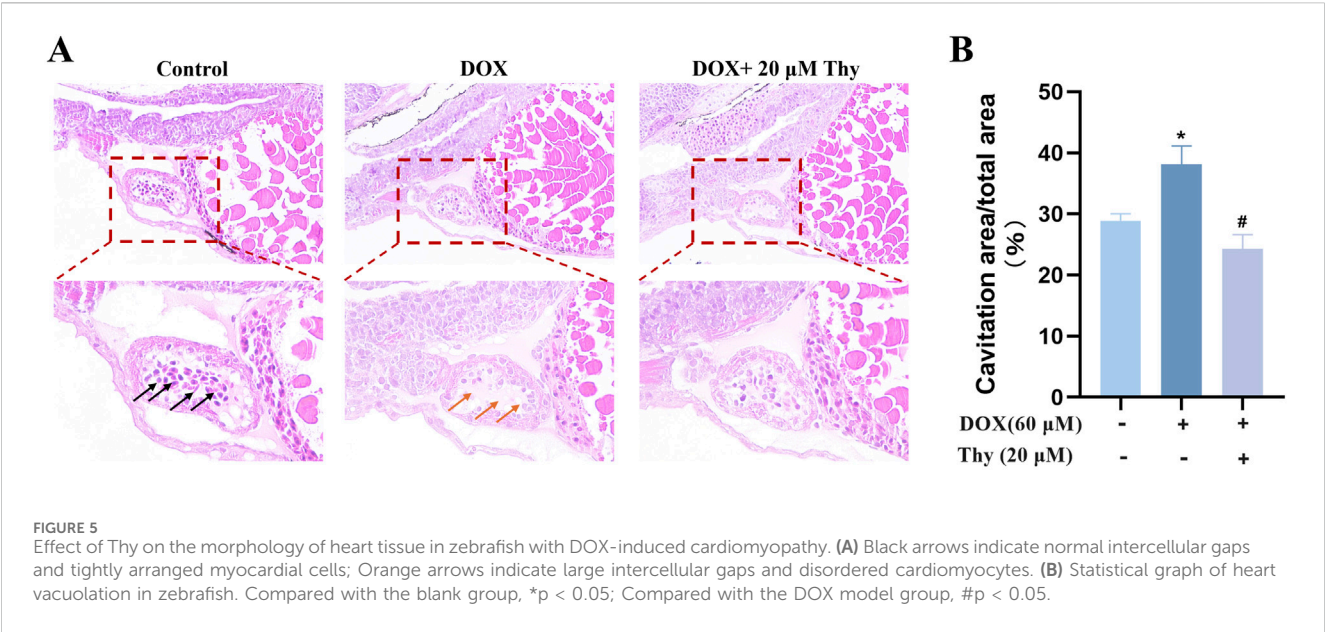 A
Control
DOX
DOX+ 20 μM Thy
B
Cavitation area/total area
(%)
50
40
30
20
10
0
*
#
DOX(60 μM) - + +
Thy (20 μM) - - +
FIGURE 5
Effect of Thy on the morphology of heart tissue in zebrafish with DOX-induced cardiomyopathy. (A) Black arrows indicate normal intercellular gaps
and tightly arranged myocardial cells; Orange arrows indicate large intercellular gaps and disordered cardiomyocytes. (B) Statistical graph of heart
vacuolation in zebrafish. Compared with the blank group, *p < 0.05; Compared with the DOX model group, #p < 0.05.